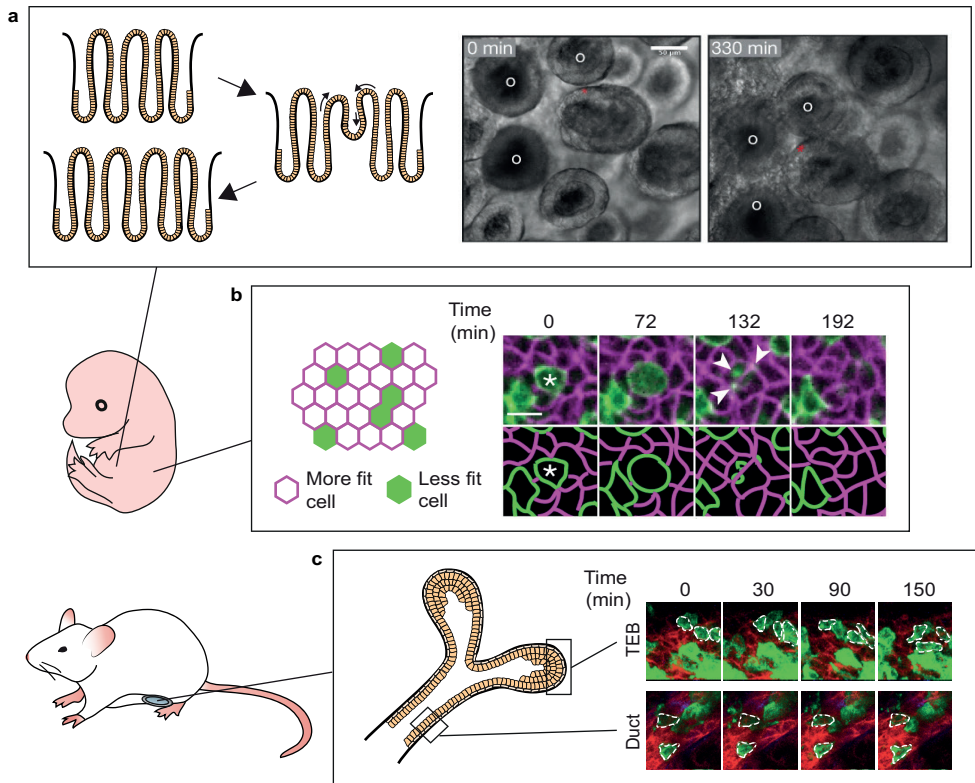 a
0 min
50 µm
330 min
o
o
o
o
o
o
b
Time
(min)
0
72
132
192
*
*
More fit
cell
Less fit
cell
c
Time
(min)
0
30
90
150
TEB
Duct